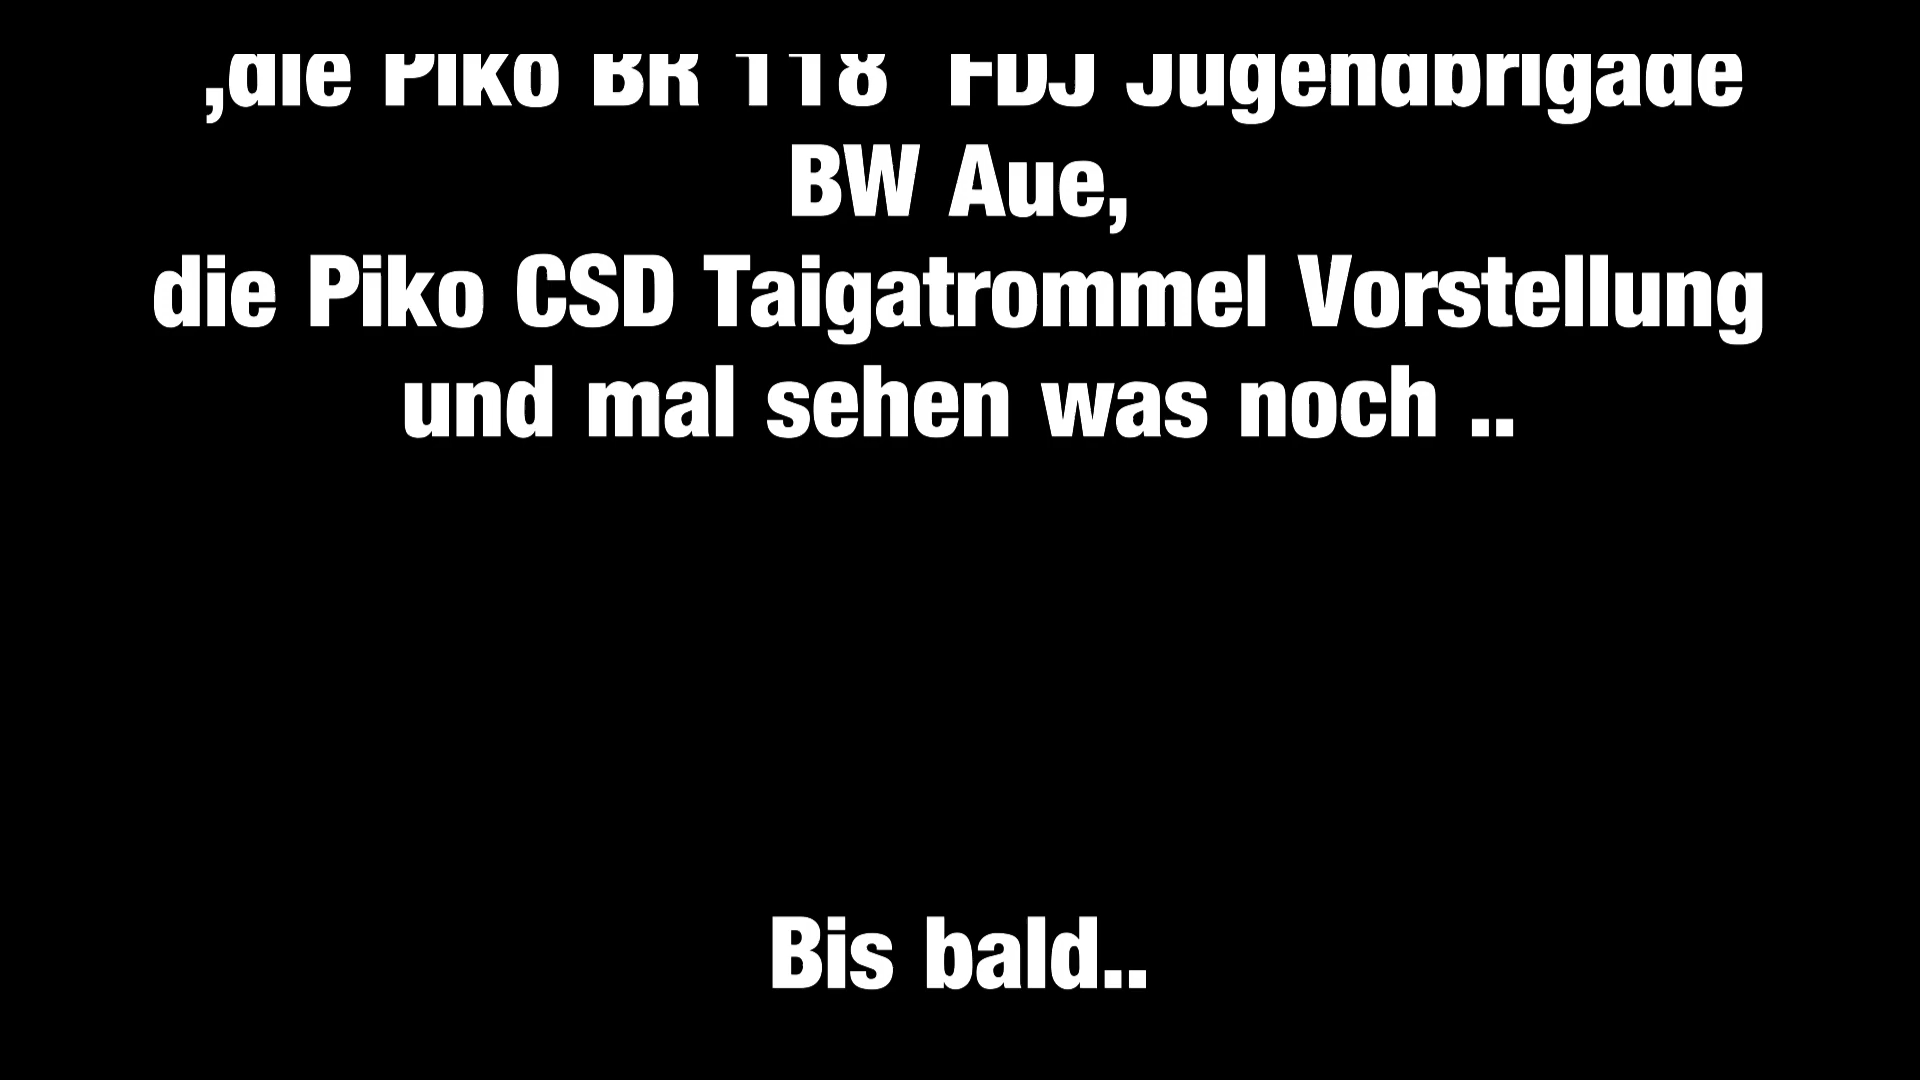 ,die Piko BR 118 FDJ Jugendbrigade
BW Aue,
die Piko CSD Taigatrommel Vorstellung
und mal sehen was noch ..
Bis bald..